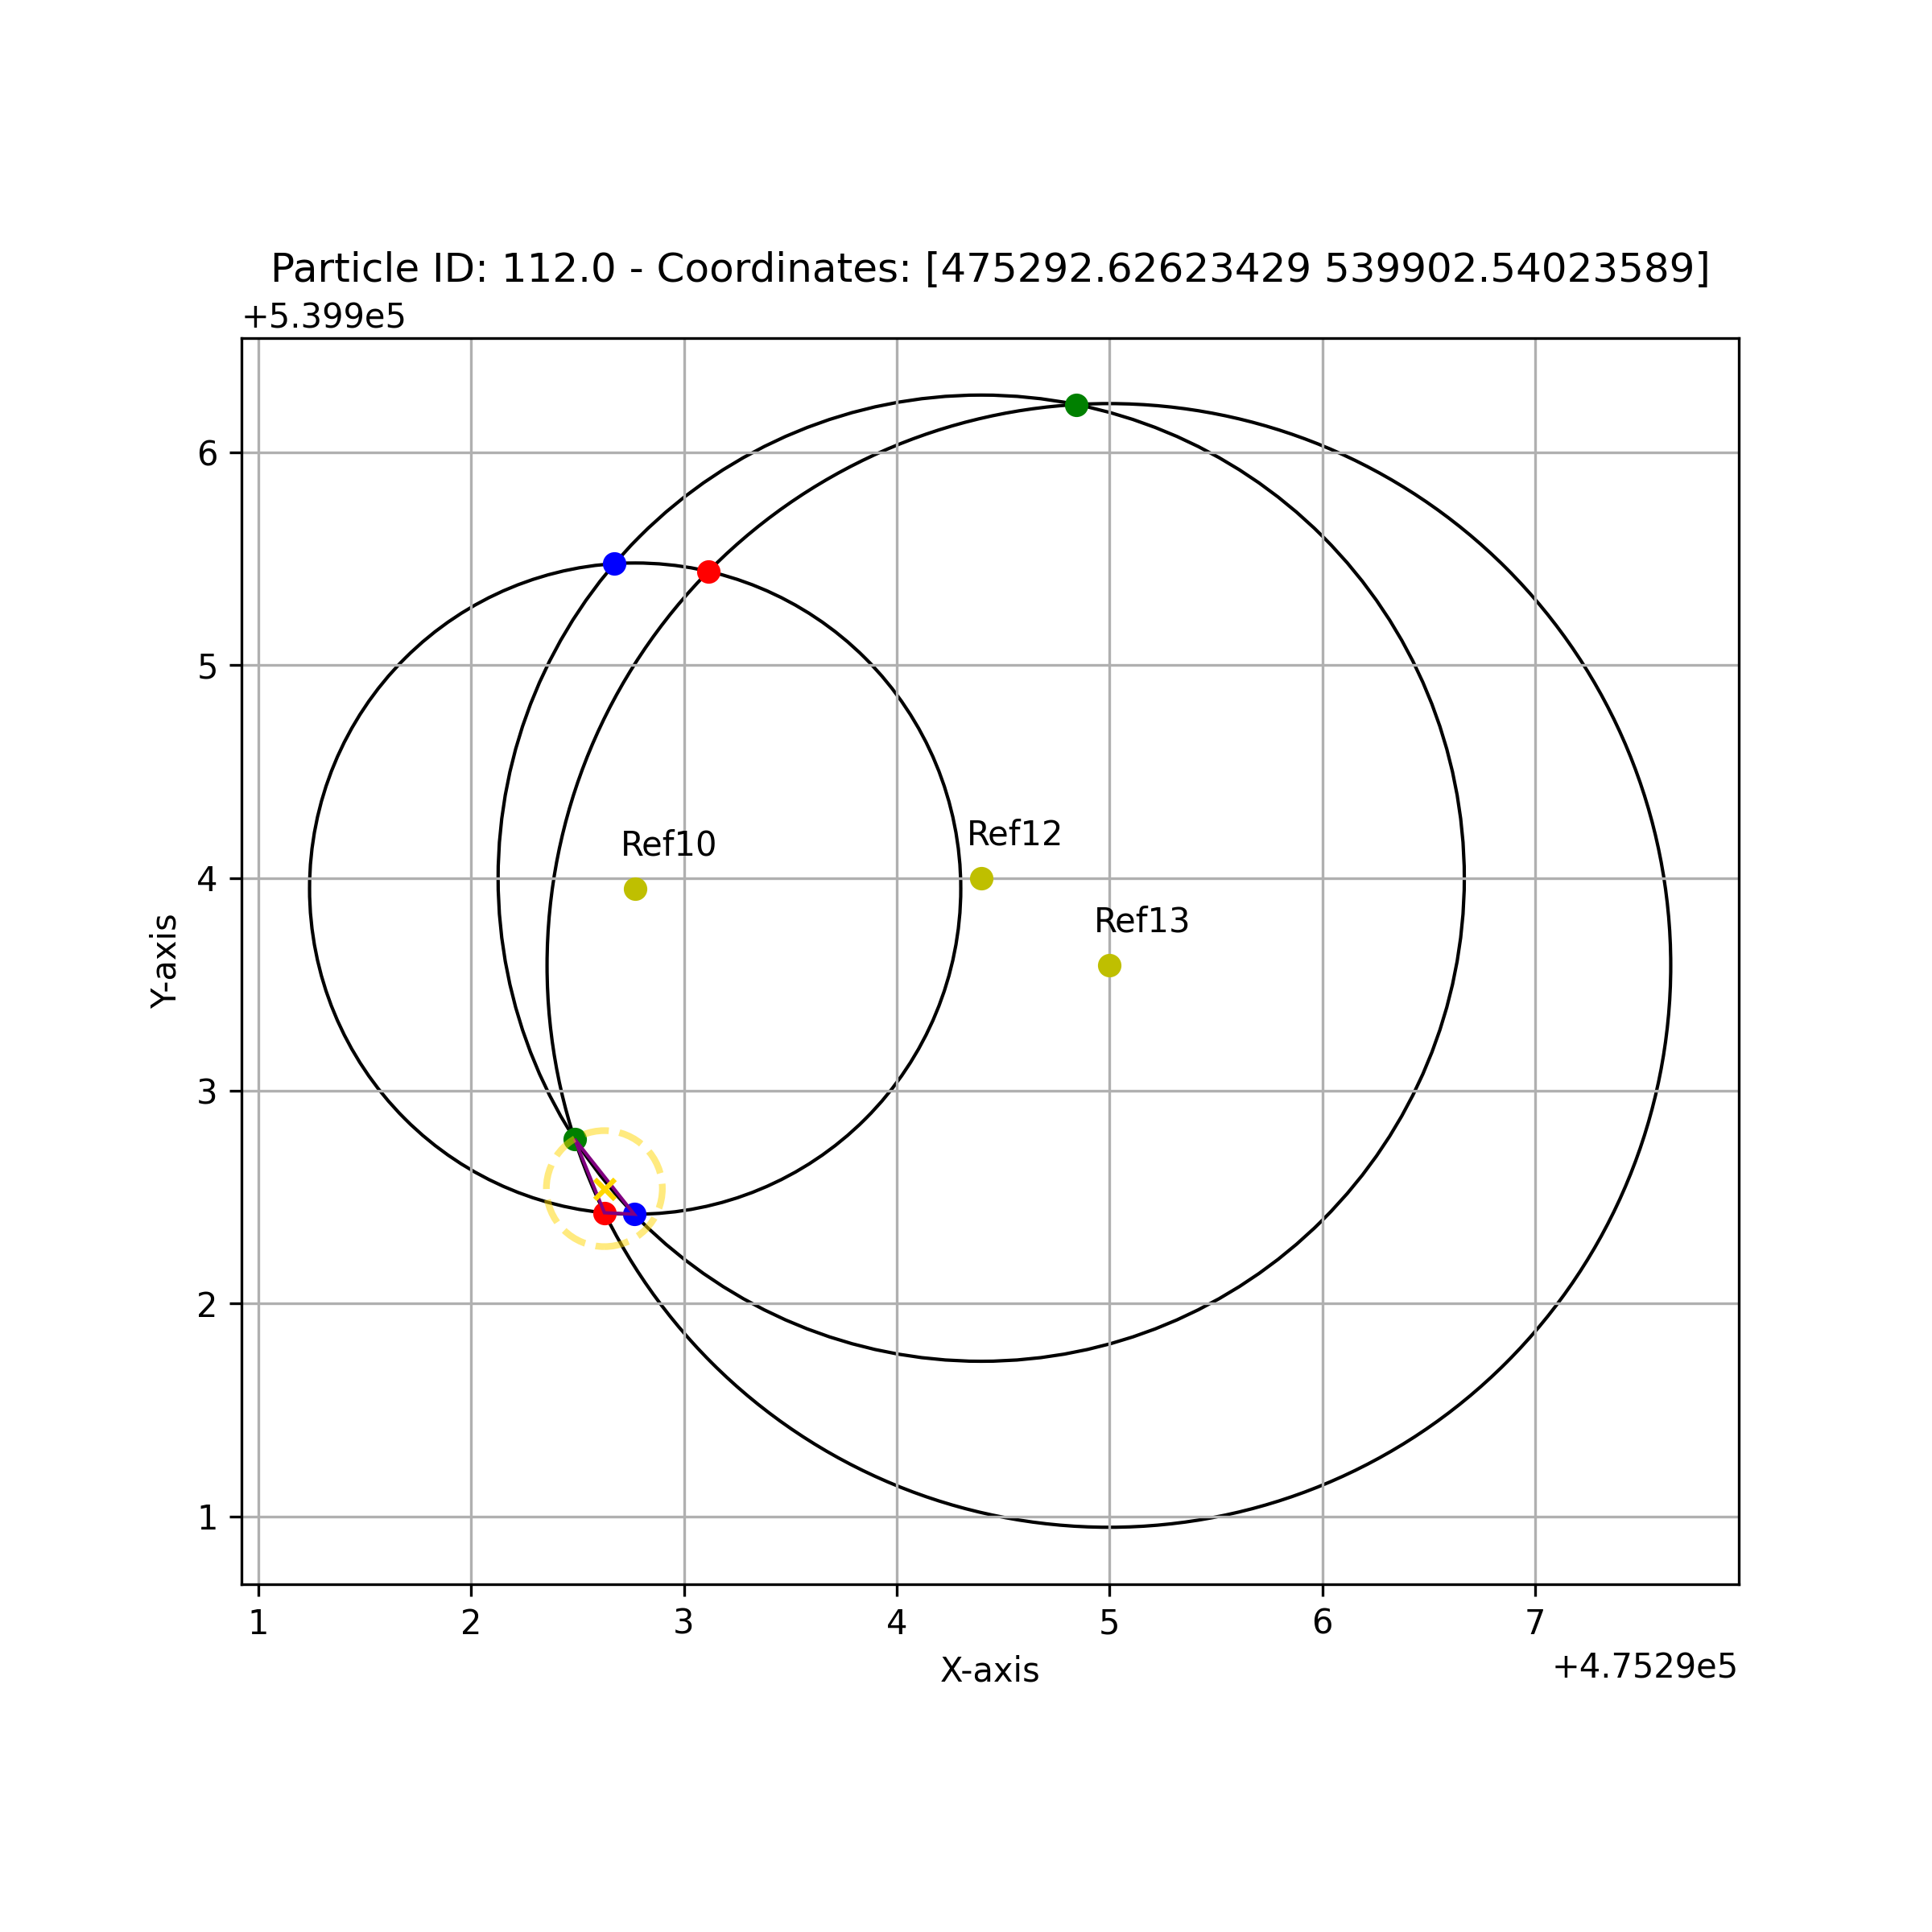 Particle ID: 112.0 - Coordinates: [475292.62623429 539902.54023589]
+5.399e5
6
5
4
3
2
1
Y-axis
Ref10
Ref12
Ref13
1 2 3 4 5 6 7
X-axis
+4.7529e5